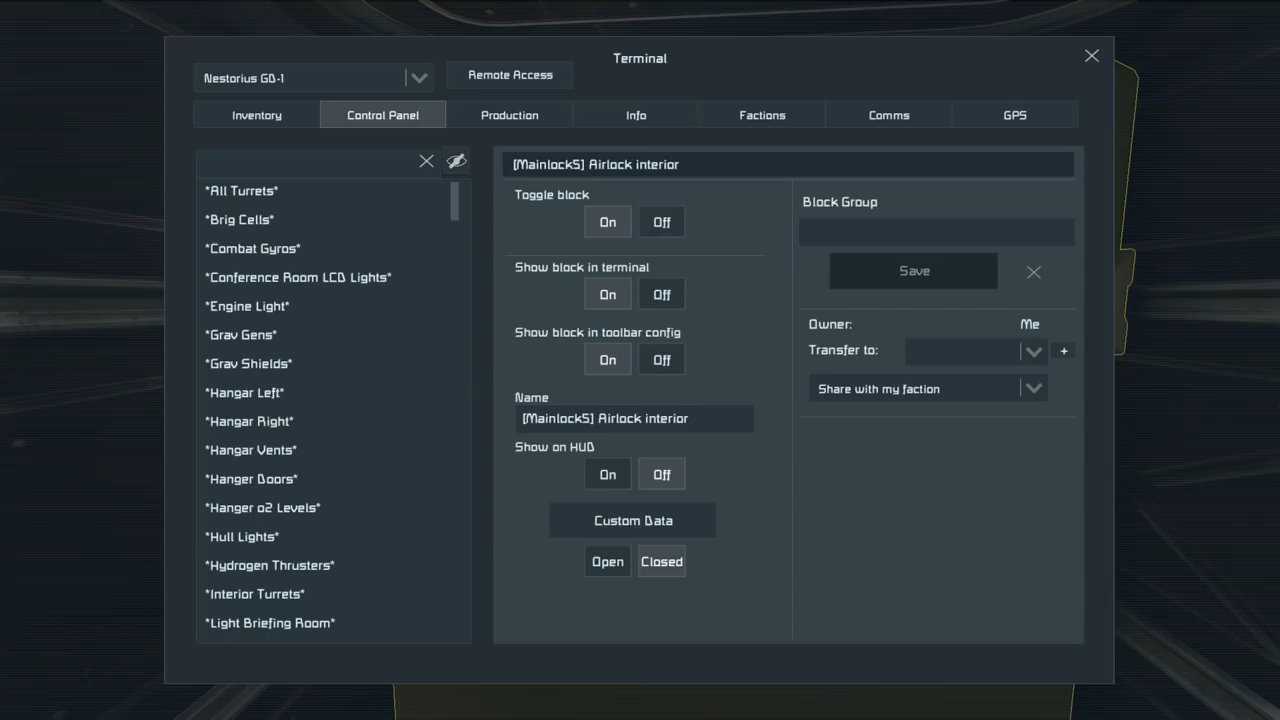 Terminal
Nestorius GD-1
Remote Access
Inventory
Control Panel
Production
Info
Factions
Comms
GPS
*All Turrets*
*Brig Cells*
*Combat Gyros*
*Conference Room LCD Lights*
*Engine Light*
*Grav Gens*
*Grav Shields*
*Hangar Left*
*Hangar Right*
*Hangar Vents*
*Hanger Doors*
*Hanger o2 Levels*
*Hull Lights*
*Hydrogen Thrusters*
*Interior Turrets*
*Light Briefing Room*
[Mainlock5] Airlock interior
Toggle block
On
Off
Show block in terminal
On
Off
Show block in toolbar config
On
Off
Name
[Mainlock5] Airlock interior
Show on HUD
On
Off
Custom Data
Open
Closed
Block Group
Save
Owner:
Me
Transfer to:
+
Share with my faction